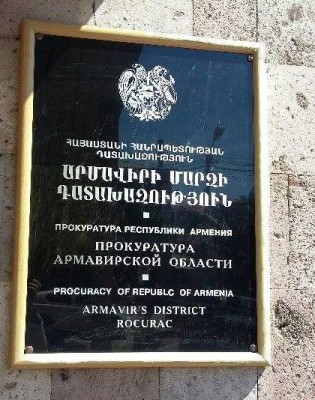 ՀԱՅԱՍՏԱՆԻ ՀԱՆՐԱՊԵՏՈՒԹՅԱՆ
ԴԱՏԱԽԱԶՈՒԹՅՈՒՆ
ԱՐՄԱՎԻՐԻ ՄԱՐԶԻ
ԴԱՏԱԽԱԶՈՒԹՅՈՒՆ
ПРОКУРАТУРА РЕСПУБЛИКИ АРМЕНИЯ
ПРОКУРАТУРА
АРМАВИРСКОЙ ОБЛАСТИ
PROCURACY OF REPUBLC OF ARMENIA
ARMAVIR'S DISTRICT
ROCURAC